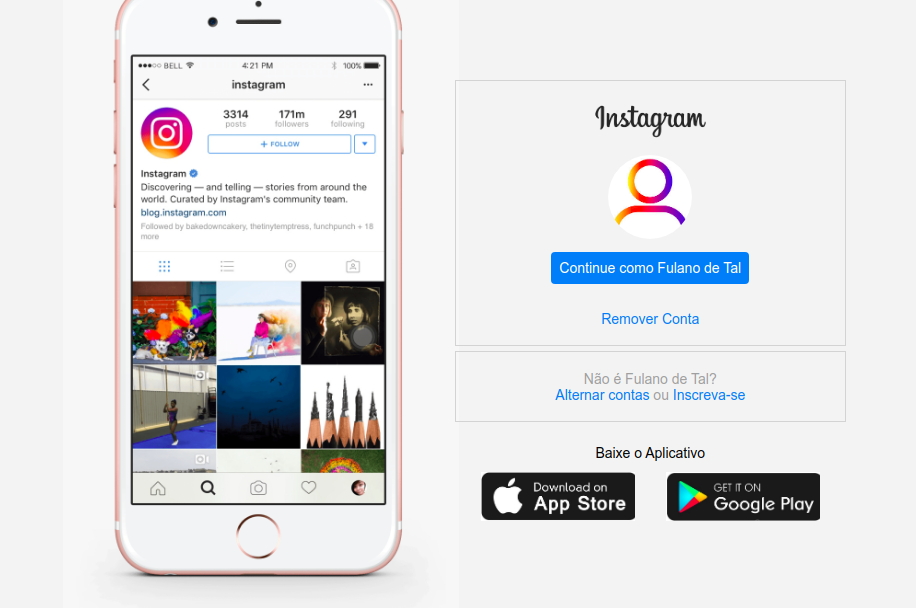 BELL
4:21 PM
100%
instagram
3314
171m
291
posts
followers
following
+ FOLLOW
Instagram
Discovering — and telling — stories from around the
world. Curated by Instagram's community team.
blog.instagram.com
Followed by bakedowncakery, thetinytemptress, funchpunch + 18
more
Instagram
Continue como Fulano de Tal
Remover Conta
Não é Fulano de Tal?
Alternar contas ou Inscreva-se
Baixe o Aplicativo
Download on
App Store
GET IT ON
Google Play